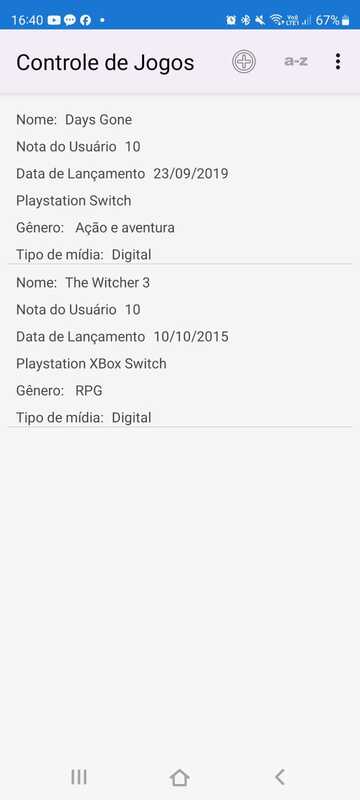 16:40 67%
Controle de Jogos a-z
Nome: Days Gone
Nota do Usuário 10
Data de Lançamento 23/09/2019
Playstation Switch
Gênero: Ação e aventura
Tipo de mídia: Digital
Nome: The Witcher 3
Nota do Usuário 10
Data de Lançamento 10/10/2015
Playstation XBox Switch
Gênero: RPG
Tipo de mídia: Digital